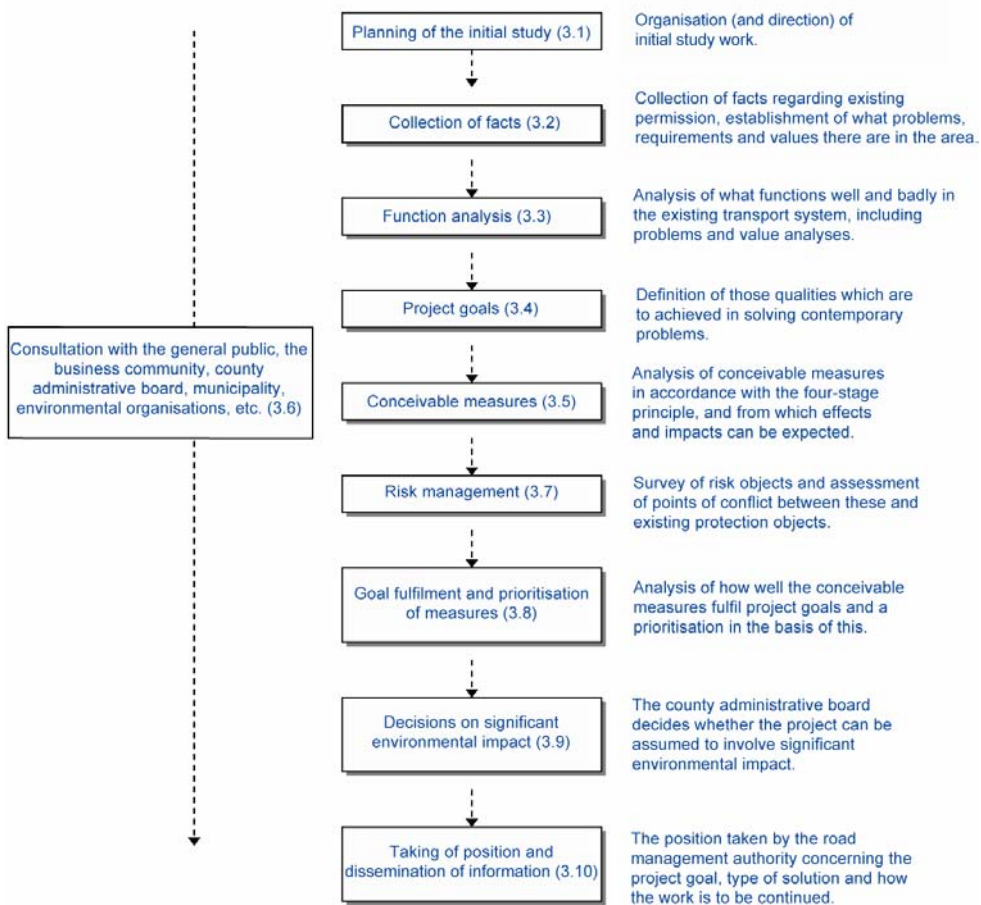 Planning of the initial study (3.1)
Organisation (and direction) of
initial study work.
Collection of facts (3.2)
Collection of facts regarding existing
permission, establishment of what problems,
requirements and values there are in the area.
Function analysis (3.3)
Analysis of what functions well and badly in
the existing transport system, including
problems and value analyses.
Project goals (3.4)
Definition of those qualities which are
to achieved in solving contemporary
problems.
Consultation with the general public, the
business community, county
administrative board, municipality,
environmental organisations, etc. (3.6)
Conceivable measures (3.5)
Analysis of conceivable measures
in accordance with the four-stage
principle, and from which effects
and impacts can be expected.
Risk management (3.7)
Survey of risk objects and assessment
of points of conflict between these and
existing protection objects.
Goal fulfilment and prioritisation
of measures (3.8)
Analysis of how well the conceivable
measures fulfil project goals and a
prioritisation in the basis of this.
Decisions on significant
environmental impact (3.9)
The county administrative board
decides whether the project can be
assumed to involve significant
environmental impact.
Taking of position and
dissemination of information (3.10)
The position taken by the road
management authority concerning the
project goal, type of solution and how
the work is to be continued.